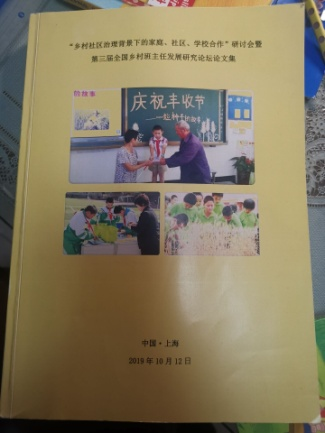 “乡村社区治理背景下的家庭、社区、学校合作”研讨会暨
第三届全国乡村班主任发展研究论坛论文集
的故事
庆祝丰收节
中国·上海
2019年10月12日